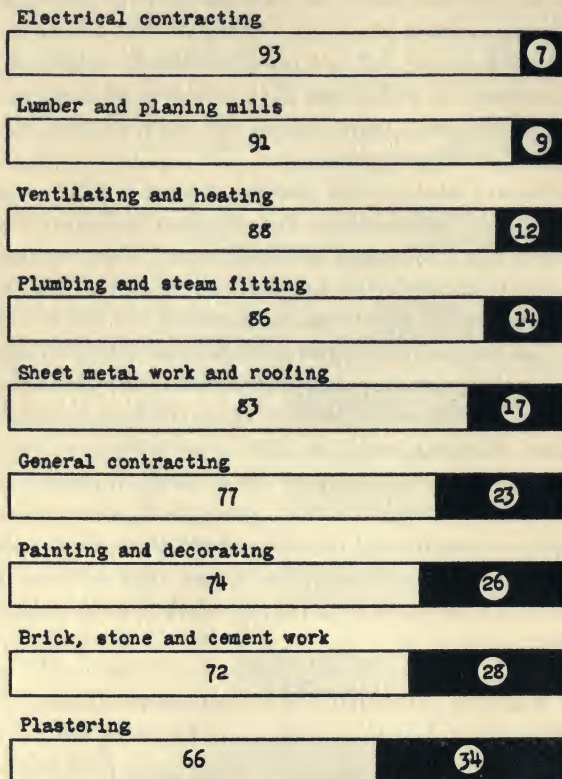 Electrical contracting
93 7
Lumber and planing mills
91 9
Ventilating and heating
88 12
Plumbing and steam fitting
86 14
Sheet metal work and roofing
83 17
General contracting
77 23
Painting and decorating
74 26
Brick, stone and cement work
72 28
Plastering
66 34